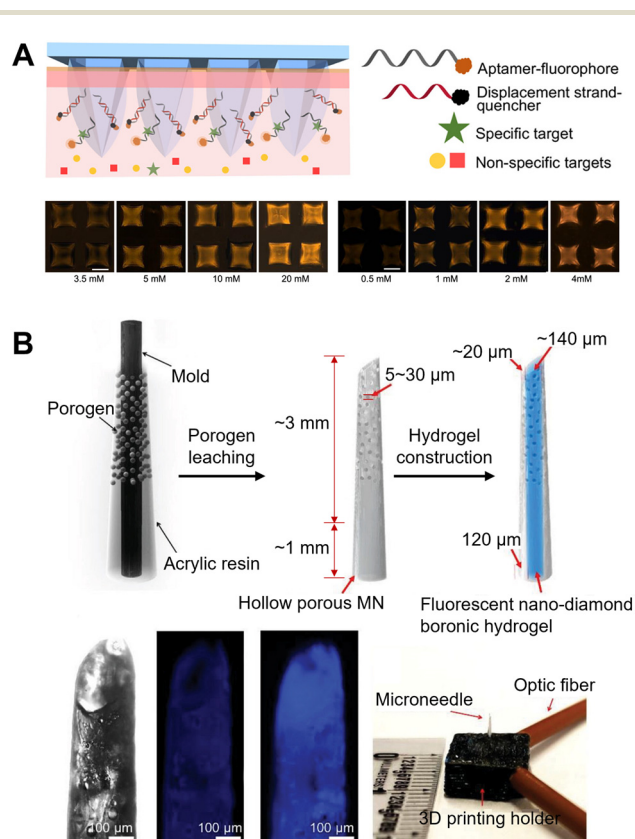 A
Aptamer-fluorophore
Displacement strand-
quencher
Specific target
Non-specific targets
3.5 mM
5 mM
10 mM
20 mM
0.5 mM
1 mM
2 mM
4mM
B
Mold
Porogen
Acrylic resin
Porogen
leaching
~3 mm
5~30 µm
~1 mm
Hollow porous MN
Hydrogel
construction
~20 µm
~140 µm
120 µm
Fluorescent nano-diamond
boronic hydrogel
100 µm
100 µm
100 µm
Microneedle
Optic fiber
3D printing holder